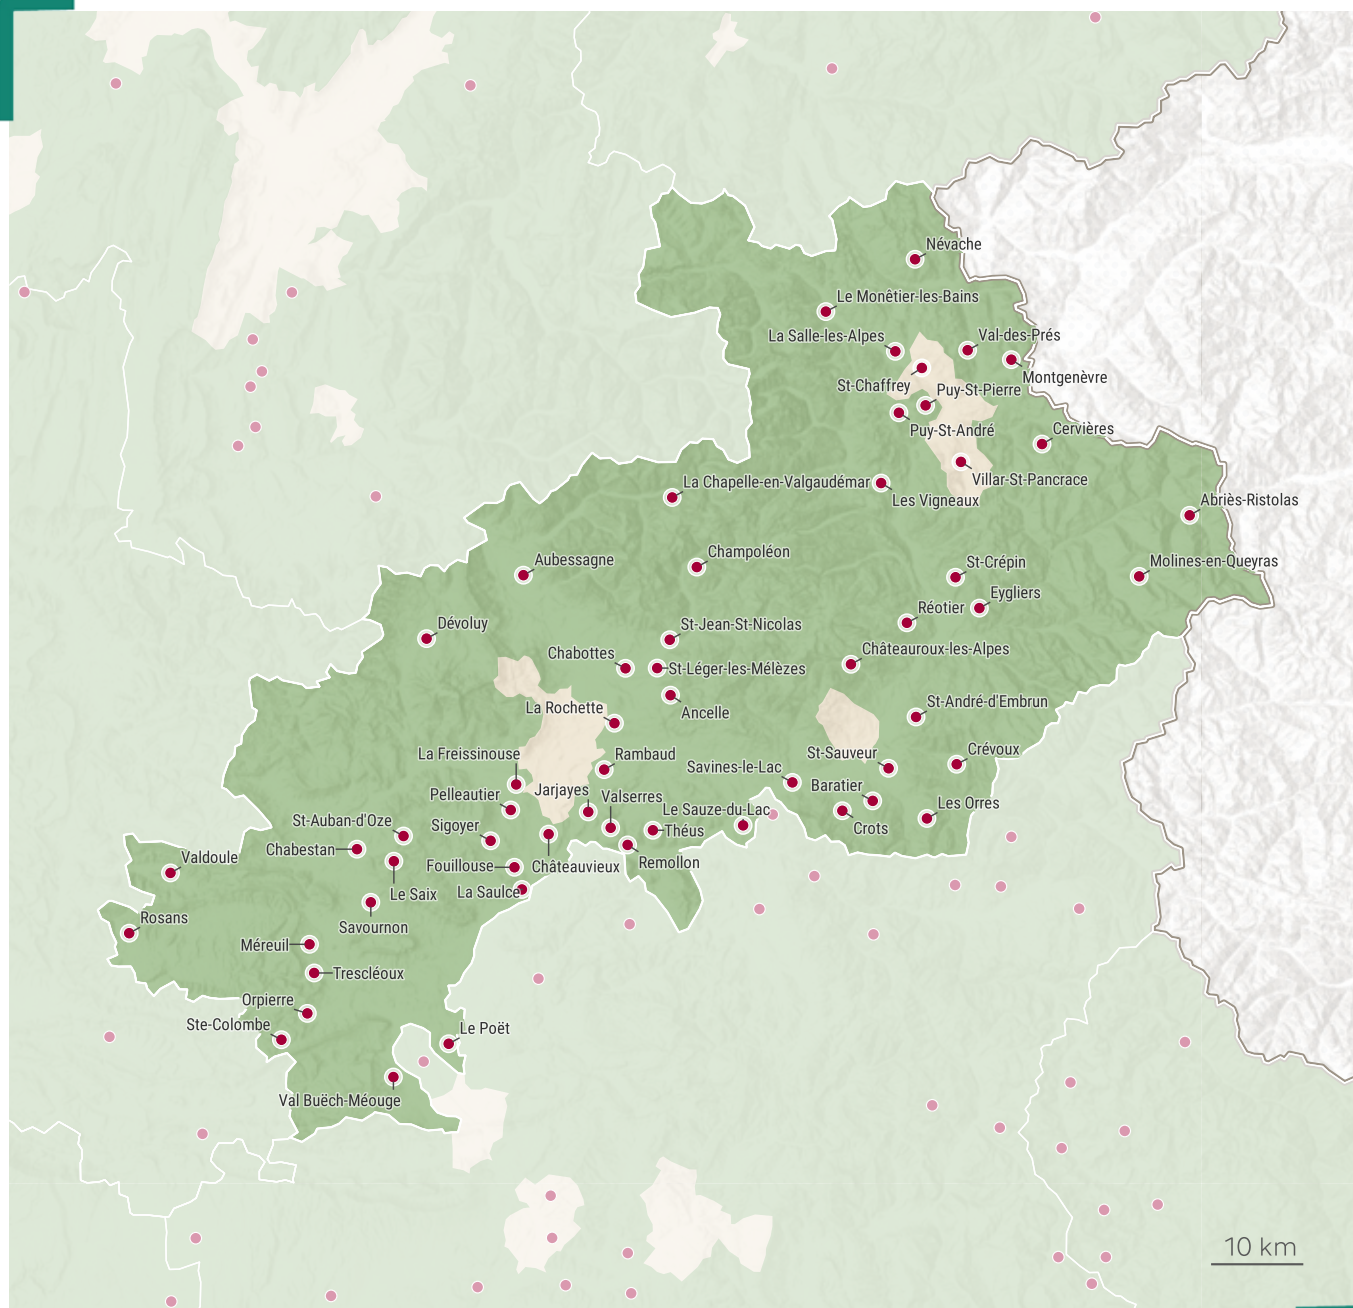 Névache
Le Monêtier-les-Bains
La Salle-les-Alpes
Val-des-Prés
Montgenèvre
St-Chaffrey
Puy-St-Pierre
Puy-St-André
Cervières
Villar-St-Pancrace
La Chapelle-en-Valgaudémar
Les Vigneaux
Abriès-Ristolas
Champoléon
Aubessagne
St-Crépin
Molines-en-Queyras
Eygliers
Réotier
Dévoluy
St-Jean-St-Nicolas
Chabottes
Châteauroux-les-Alpes
St-Léger-les-Mélèzes
St-André-d'Embrun
La Rochette
Ancelle
La Freissinouse
Rambaud
St-Sauveur
Crévoux
Savines-le-Lac
Baratier
Jarjayes
Pelleautier
Valserres
Le Sauze-du-Lac
Les Orres
St-Auban-d'Oze
Sigoyer
Théus
Crots
Chabestan
Valdoule
Fouillouse
Châteauvieux
Remollon
Le Saix
La Saulce
Rosans
Savournon
Méreuil
Trescléoux
Orpierre
Ste-Colombe
Le Poët
Val Buëch-Méouge
10 km